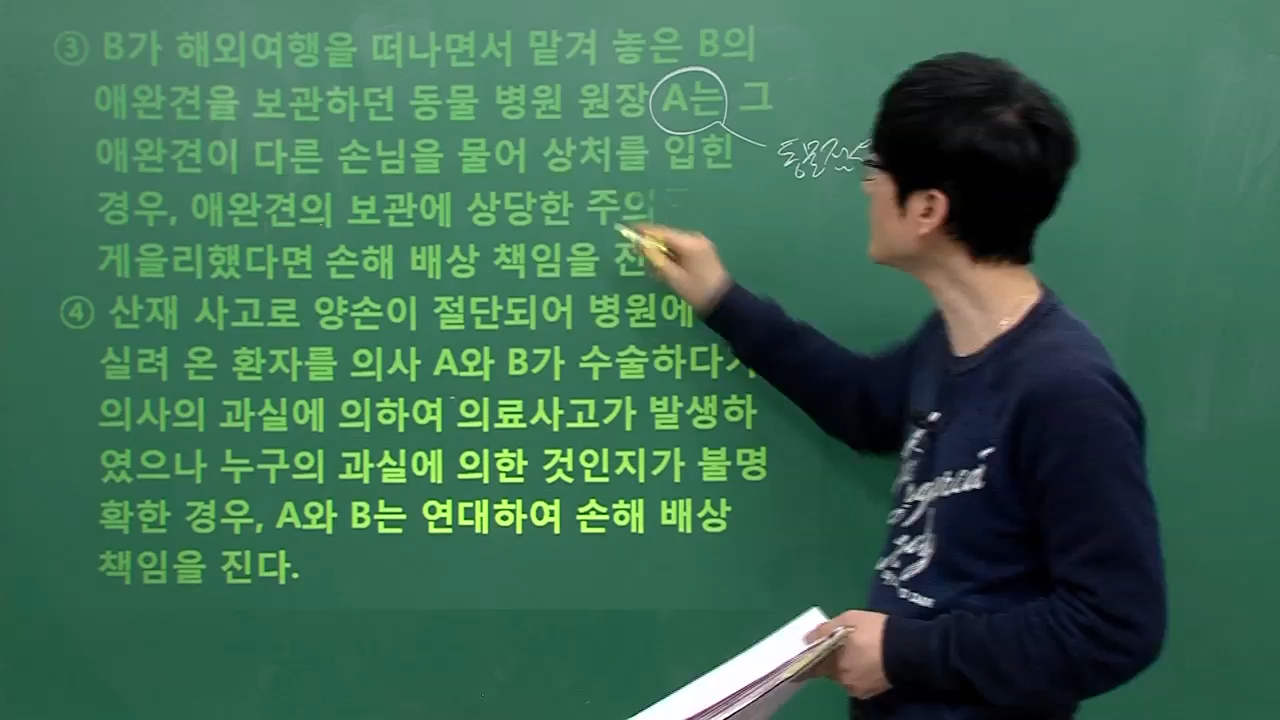 ③ B가 해외여행을 떠나면서 맡겨 놓은 B의
애완견을 보관하던 동물 병원 원장 A는 그
애완견이 다른 손님을 물어 상처를 입힌
경우, 애완견의 보관에 상당한 주의
게을리했다면 손해 배상 책임을 진
④ 산재 사고로 양손이 절단되어 병원에
실려 온 환자를 의사 A와 B가 수술하다가
의사의 과실에 의하여 의료사고가 발생하
였으나 누구의 과실에 의한 것인지가 불명
확한 경우, A와 B는 연대하여 손해 배상
책임을 진다.